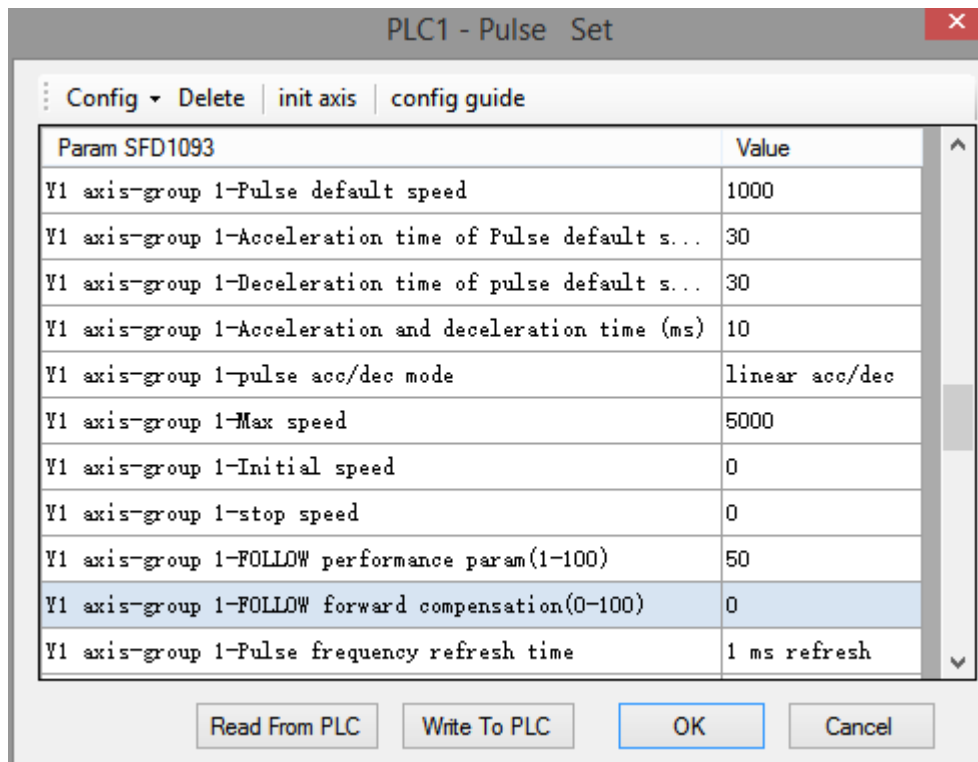 PLC1 - Pulse Set
Config Delete init axis config guide
Param SFD1093 Value
Y1 axis-group 1-Pulse default speed 1000
Y1 axis-group 1-Acceleration time of Pulse default s... 30
Y1 axis-group 1-Deceleration time of pulse default s... 30
Y1 axis-group 1-Acceleration and deceleration time (ms) 10
Y1 axis-group 1-pulse acc/dec mode linear acc/dec
Y1 axis-group 1-Max speed 5000
Y1 axis-group 1-Initial speed 0
Y1 axis-group 1-stop speed 0
Y1 axis-group 1-FOLLOW performance param(1-100) 50
Y1 axis-group 1-FOLLOW forward compensation(0-100) 0
Y1 axis-group 1-Pulse frequency refresh time 1 ms refresh
Read From PLC Write To PLC OK Cancel